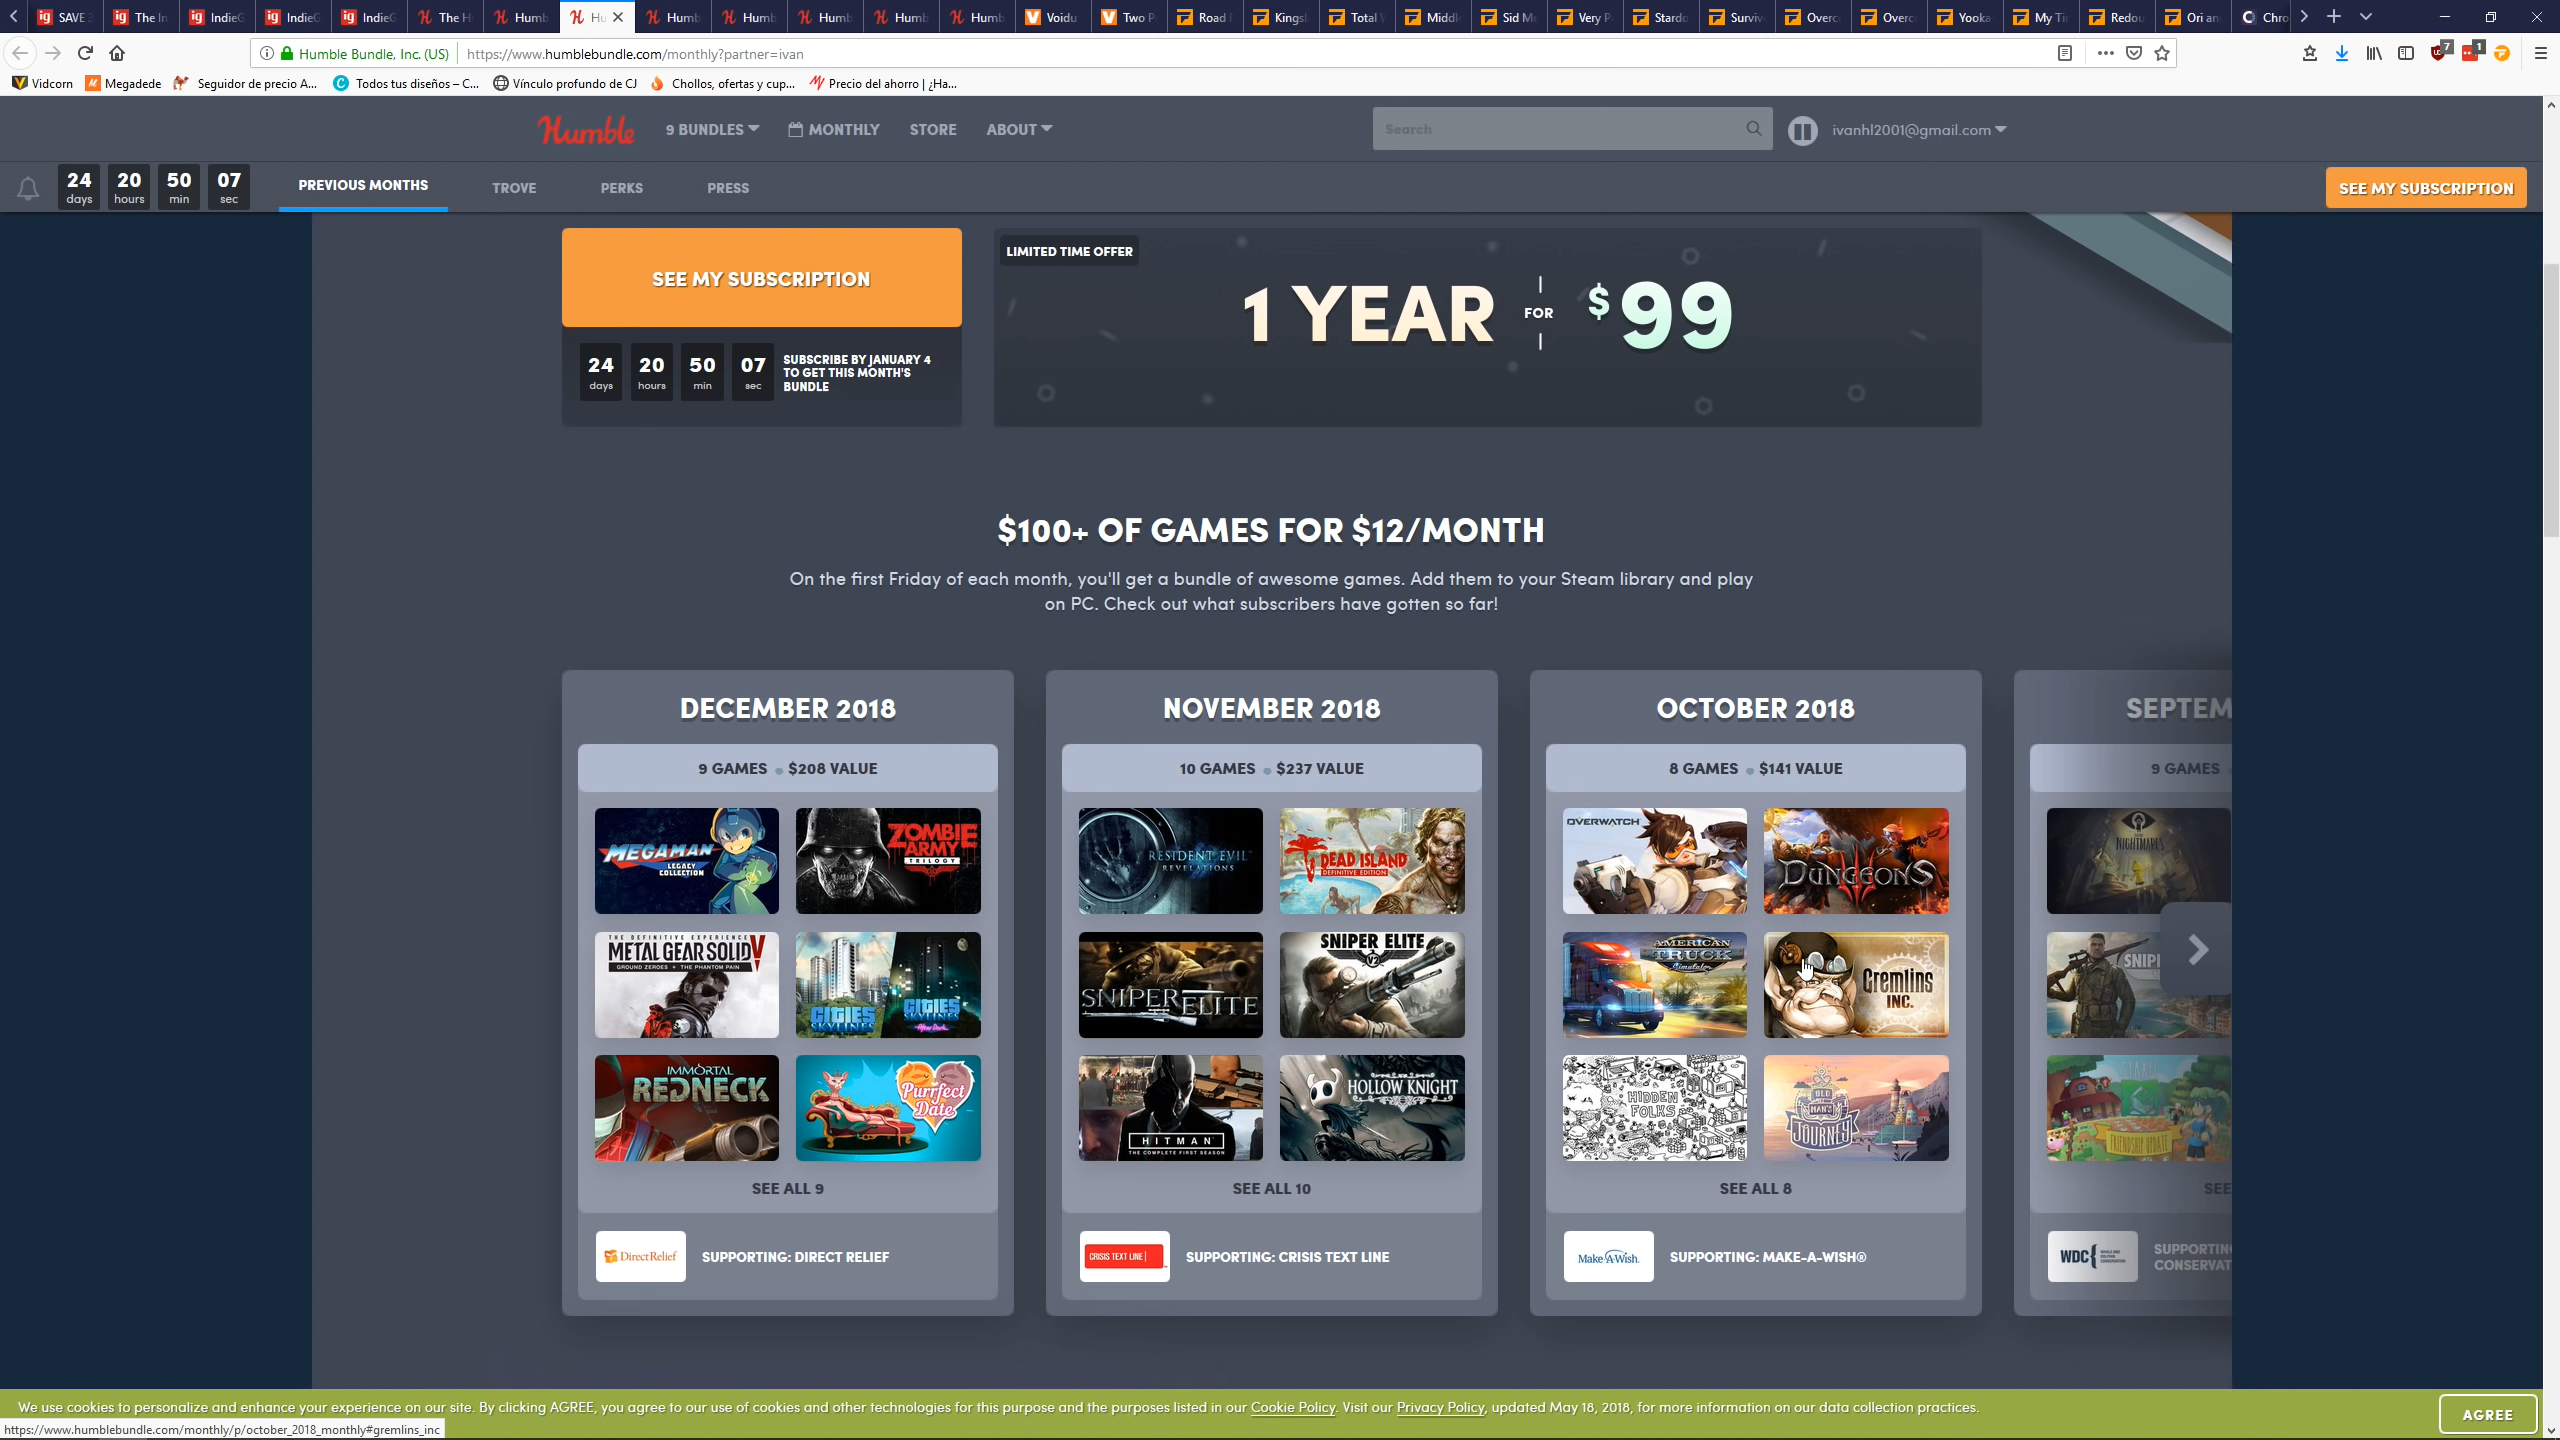 SAVE 3
The In
IndieG
IndieG
IndieG
The H
Humb
Hu
Humb
Humb
Humb
Humb
Humb
Voidu
Two P
Road
Kings
Total W
Middl
Sid Me
Very P
Stardo
Surviv
Overc
Overc
Yooka
My Ti
Redou
Ori an
Chro
Humble Bundle, Inc. (US)
https://www.humblebundle.com/monthly?partner=ivan
7
1
Vidcorn
Megadede
Seguidor de precio A...
Todos tus diseños – C...
Vínculo profundo de CJ
Chollos, ofertas y cup...
Precio del ahorro | ¿Ha...
Humble
9 BUNDLES
MONTHLY
STORE
ABOUT
Search
ivanhl2001@gmail.com
24 20 50 07
days hours min sec
PREVIOUS MONTHS
TROVE
PERKS
PRESS
SEE MY SUBSCRIPTION
SEE MY SUBSCRIPTION
24 20 50 07
days hours min sec
SUBSCRIBE BY JANUARY 4
TO GET THIS MONTH'S
BUNDLE
LIMITED TIME OFFER
1 YEAR FOR $99
$100+ OF GAMES FOR $12/MONTH
On the first Friday of each month, you'll get a bundle of awesome games. Add them to your Steam library and play
on PC. Check out what subscribers have gotten so far!
DECEMBER 2018
9 GAMES • $208 VALUE
MEGAMAN
LEGACY
COLLECTION
ZOMBIE
ARMY
TRILOGY
THE DEFINITIVE EXPERIENCE
METAL GEAR SOLID V
GROUND ZEROES + THE PHANTOM PAIN
CITIES
SKYLINES
CITIES
SKYLINES
After Dark
IMMORTAL
REDNECK
Purrfect
Date
SEE ALL 9
DirectRelief
SUPPORTING: DIRECT RELIEF
NOVEMBER 2018
10 GAMES • $237 VALUE
RESIDENT EVIL
REVELATIONS
DEAD ISLAND
DEFINITIVE EDITION
SNIPER ELITE
SNIPER ELITE
V2
HITMAN
THE COMPLETE FIRST SEASON
HOLLOW KNIGHT
SEE ALL 10
CRISIS TEXT LINE |
SUPPORTING: CRISIS TEXT LINE
OCTOBER 2018
8 GAMES • $141 VALUE
OVERWATCH
DUNGEONS
AMERICAN
TRUCK
Simulator
Gremlins
INC.
HIDDEN
FOLKS
OLD
MAN'S
JOURNEY
SEE ALL 8
Make-A-Wish.
SUPPORTING: MAKE-A-WISH®
SEPTEM
9 GAMES
NIGHTMARES
SNIP
FRIENDSHIP UPDATE
SEE
WDC
SUPPORTIN
CONSERVAT
We use cookies to personalize and enhance your experience on our site. By clicking AGREE, you agree to our use of cookies and other technologies for this purpose and the purposes listed in our Cookie Policy. Visit our Privacy Policy, updated May 18, 2018, for more information on our data collection practices.
AGREE
https://www.humblebundle.com/monthly/p/october_2018_monthly#gremlins_inc